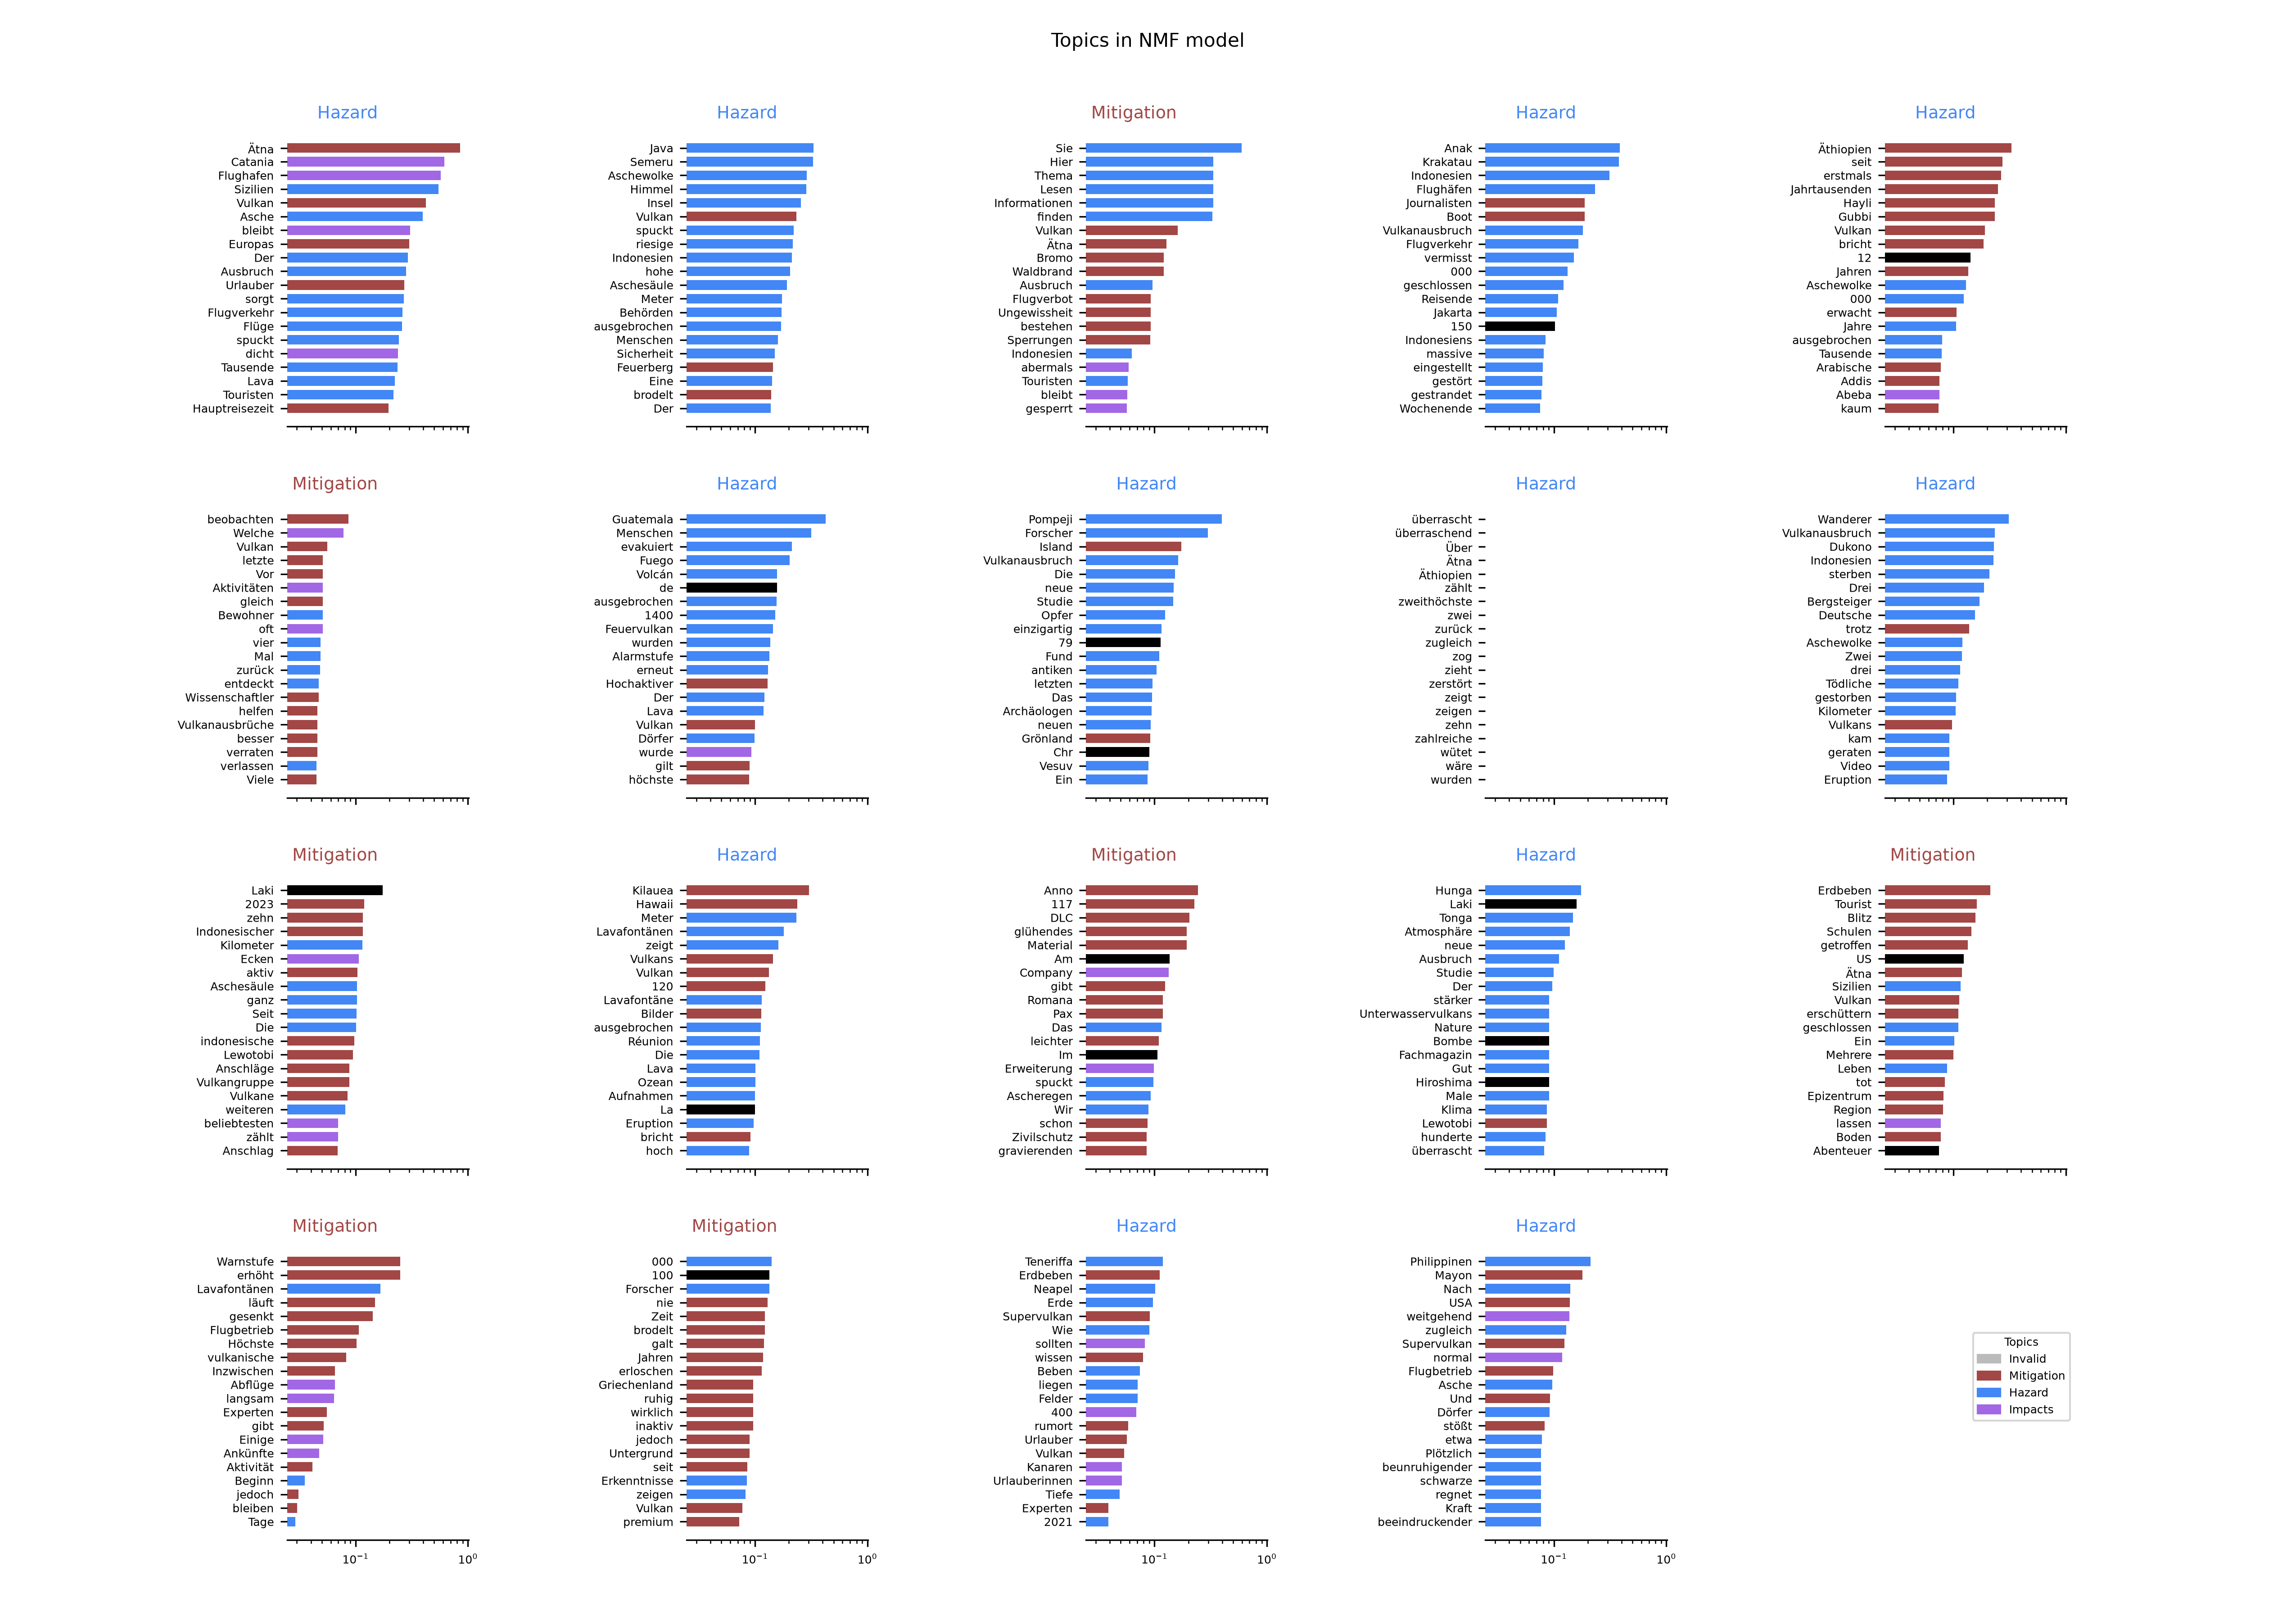 Topics in NMF model
Hazard
Ätna
Catania
Flughafen
Sizilien
Vulkan
Asche
bleibt
Europas
Der
Ausbruch
Urlauber
sorgt
Flugverkehr
Flüge
spuckt
dicht
Tausende
Lava
Touristen
Hauptreisezeit
Hazard
Java
Semeru
Aschewolke
Himmel
Insel
Vulkan
spuckt
riesige
Indonesien
hohe
Aschesäule
Meter
Behörden
ausgebrochen
Menschen
Sicherheit
Feuerberg
Eine
brodelt
Der
Mitigation
Sie
Hier
Thema
Lesen
Informationen
finden
Vulkan
Ätna
Bromo
Waldbrand
Ausbruch
Flugverbot
Ungewissheit
bestehen
Sperrungen
Indonesien
abermals
Touristen
bleibt
gesperrt
Hazard
Anak
Krakatau
Indonesien
Flughäfen
Journalisten
Boot
Vulkanausbruch
Flugverkehr
vermisst
000
geschlossen
Reisende
Jakarta
150
Indonesiens
massive
eingestellt
gestört
gestrandet
Wochenende
Hazard
Äthiopien
seit
erstmals
Jahrtausenden
Hayli
Gubbi
Vulkan
bricht
12
Jahren
Aschewolke
000
erwacht
Jahre
ausgebrochen
Tausende
Arabische
Addis
Abeba
kaum
Mitigation
beobachten
Welche
Vulkan
letzte
Vor
Aktivitäten
gleich
Bewohner
oft
vier
Mal
zurück
entdeckt
Wissenschaftler
helfen
Vulkanausbrüche
besser
verraten
verlassen
Viele
Hazard
Guatemala
Menschen
evakuiert
Fuego
Volcán
de
ausgebrochen
1400
Feuervulkan
wurden
Alarmstufe
erneut
Hochaktiver
Der
Lava
Vulkan
Dörfer
wurde
gilt
höchste
Hazard
Pompeji
Forscher
Island
Vulkanausbruch
Die
neue
Studie
Opfer
einzigartig
79
Fund
antiken
letzten
Das
Archäologen
neuen
Grönland
Chr
Vesuv
Ein
Hazard
überrascht
überraschend
Über
Ätna
Äthiopien
zählt
zweithöchste
zwei
zurück
zugleich
zog
zieht
zerstört
zeigt
zeigen
zehn
zahlreiche
wütet
wäre
wurden
Hazard
Wanderer
Vulkanausbruch
Dukono
Indonesien
sterben
Drei
Bergsteiger
Deutsche
trotz
Aschewolke
Zwei
drei
Tödliche
gestorben
Kilometer
Vulkans
kam
geraten
Video
Eruption
Mitigation
Laki
2023
zehn
Indonesischer
Kilometer
Ecken
aktiv
Aschesäule
ganz
Seit
Die
indonesische
Lewotobi
Anschläge
Vulkangruppe
Vulkane
weiteren
beliebtesten
zählt
Anschlag
Hazard
Kilauea
Hawaii
Meter
Lavafontänen
zeigt
Vulkans
Vulkan
120
Lavafontäne
Bilder
ausgebrochen
Réunion
Die
Lava
Ozean
Aufnahmen
La
Eruption
bricht
hoch
Mitigation
Anno
117
DLC
glühendes
Material
Am
Company
gibt
Romana
Pax
Das
leichter
Im
Erweiterung
spuckt
Ascheregen
Wir
schon
Zivilschutz
gravierenden
Hazard
Hunga
Laki
Tonga
Atmosphäre
neue
Ausbruch
Studie
Der
stärker
Unterwasservulkans
Nature
Bombe
Fachmagazin
Gut
Hiroshima
Male
Klima
Lewotobi
hunderte
überrascht
Mitigation
Erdbeben
Tourist
Blitz
Schulen
getroffen
US
Ätna
Sizilien
Vulkan
erschüttern
geschlossen
Ein
Mehrere
Leben
tot
Epizentrum
Region
lassen
Boden
Abenteuer
Mitigation
Warnstufe
erhöht
Lavafontänen
läuft
gesenkt
Flugbetrieb
Höchste
vulkanische
Inzwischen
Abflüge
langsam
Experten
gibt
Einige
Ankünfte
Aktivität
Beginn
jedoch
bleiben
Tage
10⁻¹ 10⁰
Mitigation
000
100
Forscher
nie
Zeit
brodelt
galt
Jahren
erloschen
Griechenland
ruhig
wirklich
inaktiv
jedoch
Untergrund
seit
Erkenntnisse
zeigen
Vulkan
premium
10⁻¹ 10⁰
Hazard
Teneriffa
Erdbeben
Neapel
Erde
Supervulkan
Wie
sollten
wissen
Beben
liegen
Felder
400
rumort
Urlauber
Vulkan
Kanaren
Urlauberinnen
Tiefe
Experten
2021
10⁻¹ 10⁰
Hazard
Philippinen
Mayon
Nach
USA
weitgehend
zugleich
Supervulkan
normal
Flugbetrieb
Asche
Und
Dörfer
stößt
etwa
Plötzlich
beunruhigender
schwarze
regnet
Kraft
beeindruckender
10⁻¹ 10⁰
Topics
Invalid
Mitigation
Hazard
Impacts